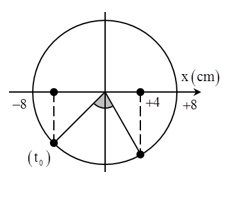 x (cm)
−8
+4
+8
(t₀)